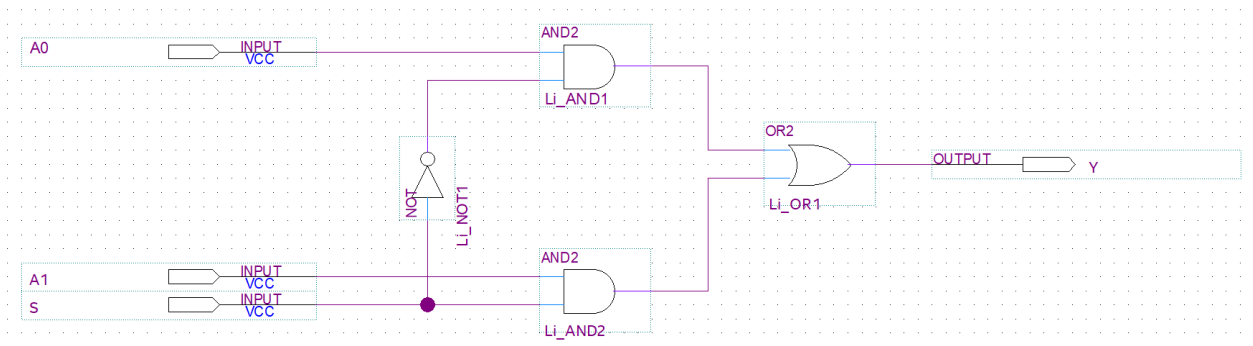 AND2
A0
INPUT
VCC
Li_AND1
OR2
OUTPUT
Y
NOT
Li_NOT1
Li_OR1
AND2
A1
INPUT
VCC
S
INPUT
VCC
Li_AND2